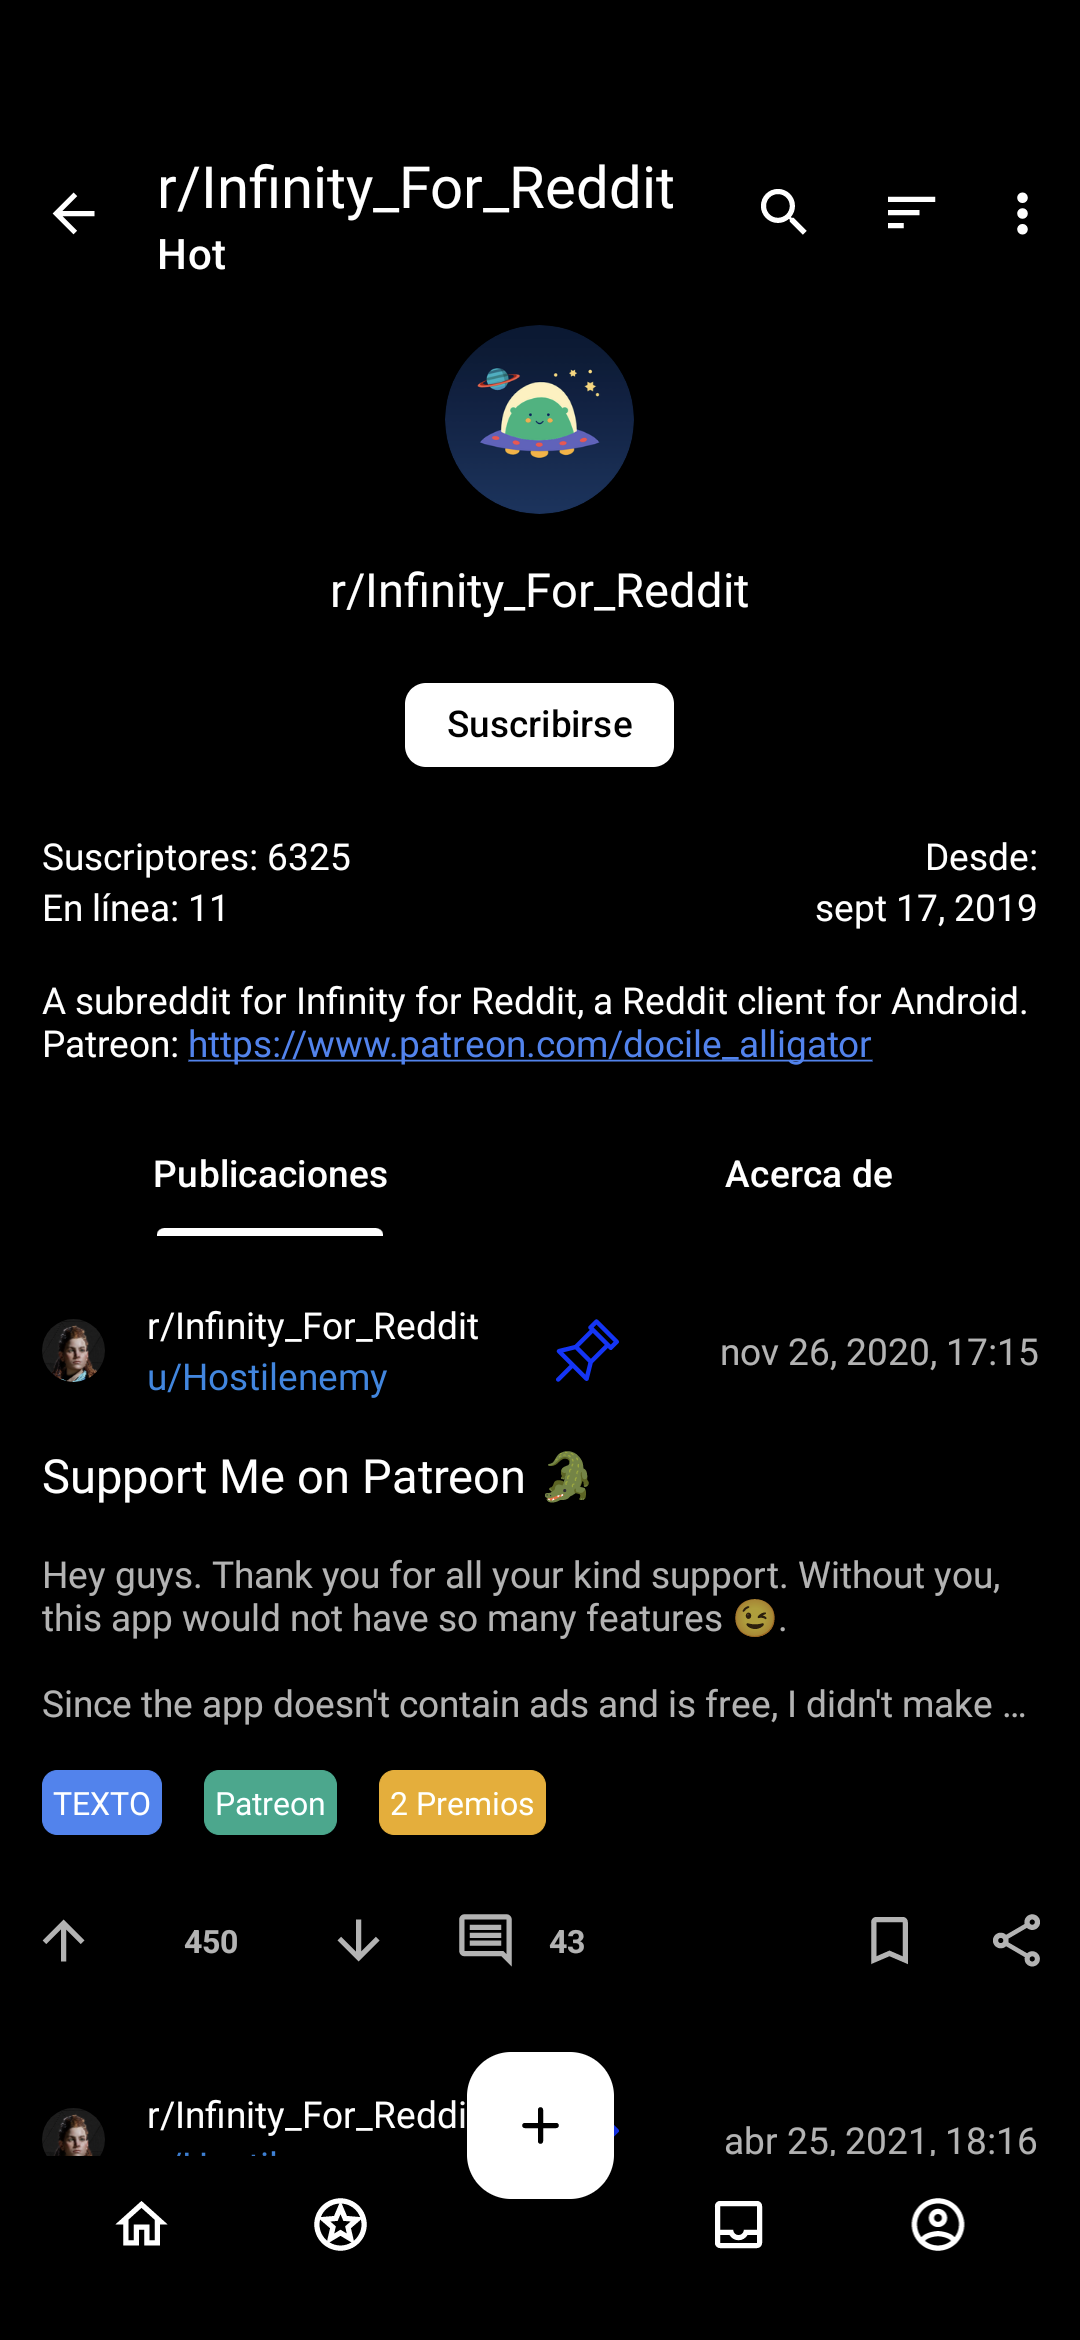 r/Infinity_For_Reddit
Hot
r/Infinity_For_Reddit
Suscribirse
Suscriptores: 6325
Desde:
En línea: 11
sept 17, 2019
A subreddit for Infinity for Reddit, a Reddit client for Android.
Patreon: https://www.patreon.com/docile_alligator
Publicaciones
Acerca de
r/Infinity_For_Reddit
u/Hostilenemy
nov 26, 2020, 17:15
Support Me on Patreon 🐊
Hey guys. Thank you for all your kind support. Without you,
this app would not have so many features 😉.
Since the app doesn't contain ads and is free, I didn't make ...
TEXTO
Patreon
2 Premios
450
43
r/Infinity_For_Reddi
abr 25, 2021, 18:16